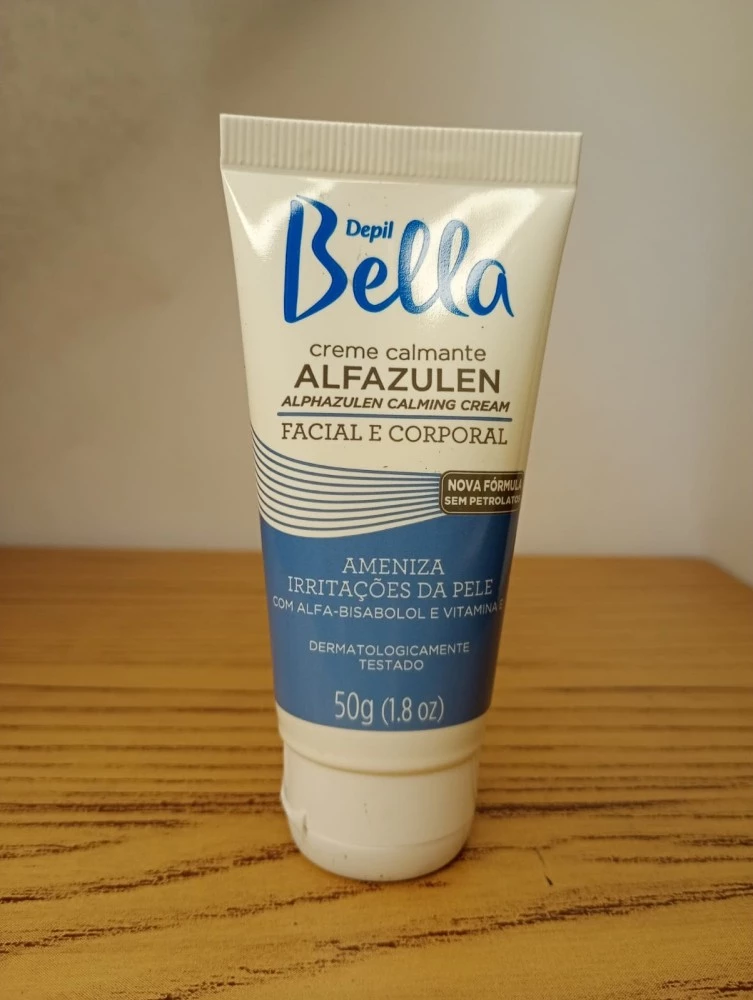 Depil
Bella
creme calmante
ALFAZULEN
ALPHAZULEN CALMING CREAM
FACIAL E CORPORAL
NOVA FÓRMULA
SEM PETROLATOS
AMENIZA
IRRITAÇÕES DA PELE
COM ALFA-BISABOLOL E VITAMINA E
DERMATOLOGICAMENTE
TESTADO
50g (1.8 oz)